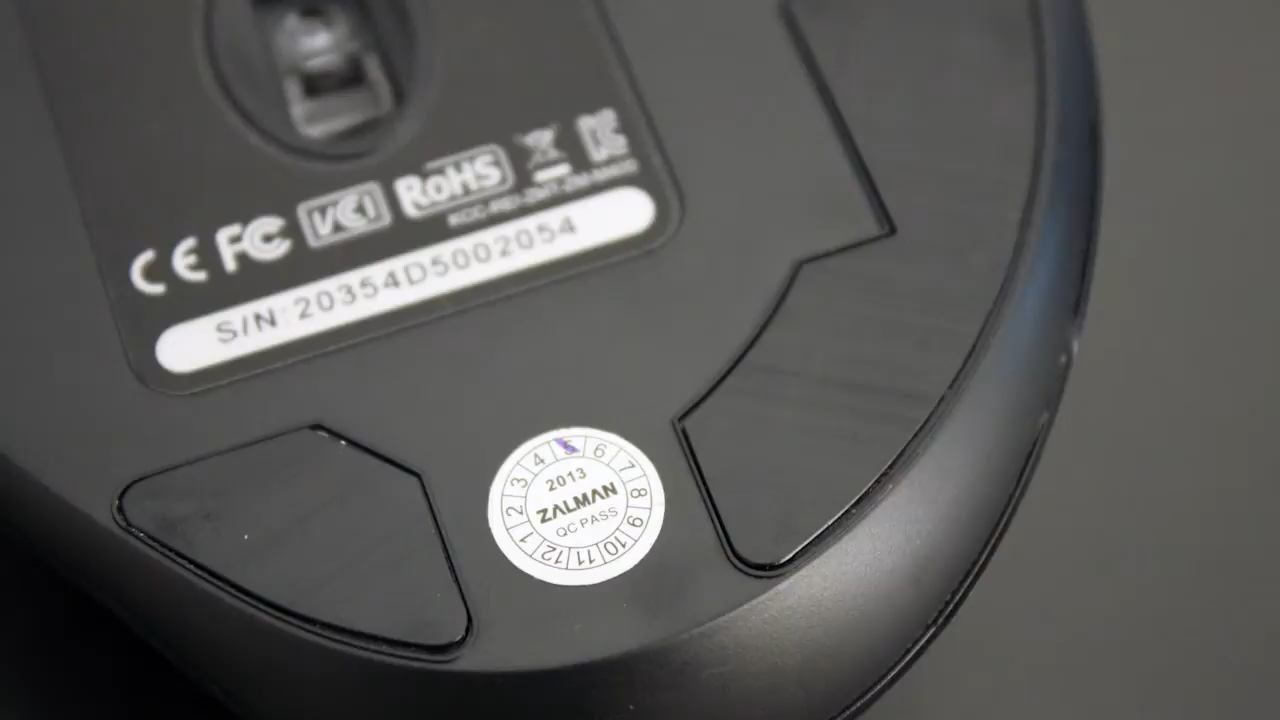 CE FC VCI RoHS
S/N: 20354D5002054
1 2 3 4 5 6 7 8 9 10 11 12
2013
ZALMAN
QC PASS